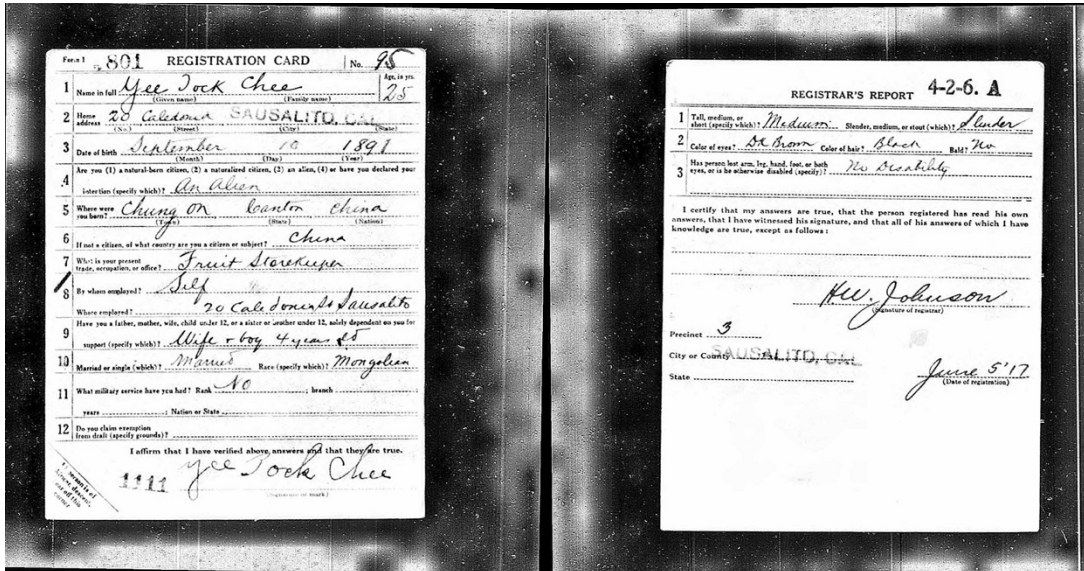 Form 1 801 REGISTRATION CARD No. 95
1 Name in full Yee Tock Chee Age, in yrs. 25
(Given name) (Family name)
2 Home address 20 Caledonia SAUSALITO, CAL
(No.) (Street) (City) (State)
3 Date of birth September 10 1891
(Month) (Day) (Year)
4 Are you (1) a natural-born citizen, (2) a naturalized citizen, (3) an alien, (4) or have you declared your
intention (specify which)? An Alien
5 Where were you born? Chung On Canton China
(Town) (State) (Nation)
6 If not a citizen, of what country are you a citizen or subject? China
7 What is your present trade, occupation, or office? Fruit Storekeeper
8 By whom employed? Self
Where employed? 20 Caledonia St Sausalito
9 Have you a father, mother, wife, child under 12, or a sister or brother under 12, solely dependent on you for
support (specify which)? Wife + boy 4 years
10 Married or single (which)? Married Race (specify which)? Mongolian
11 What military service have you had? Rank No ; branch
years ; Nation or State
12 Do you claim exemption
from draft (specify grounds)?
I affirm that I have verified above answers and that they are true.
1111 Yee Tock Chee
(Signature or mark)
If person is of
African descent,
tear off this
corner
REGISTRAR'S REPORT 4-2-6. A
1 Tall, medium, or short (specify which)? Medium Slender, medium, or stout (which)? Slender
2 Color of eyes? Dk Brown Color of hair? Black Bald? No
3 Has person lost arm, leg, hand, foot, or both
eyes, or is he otherwise disabled (specify)? No Disability
I certify that my answers are true, that the person registered has read his own
answers, that I have witnessed his signature, and that all of his answers of which I have
knowledge are true, except as follows:
HW. Johnson
(Signature of registrar)
Precinct 3
City or County SAUSALITO, CAL
State
June 5 '17
(Date of registration)